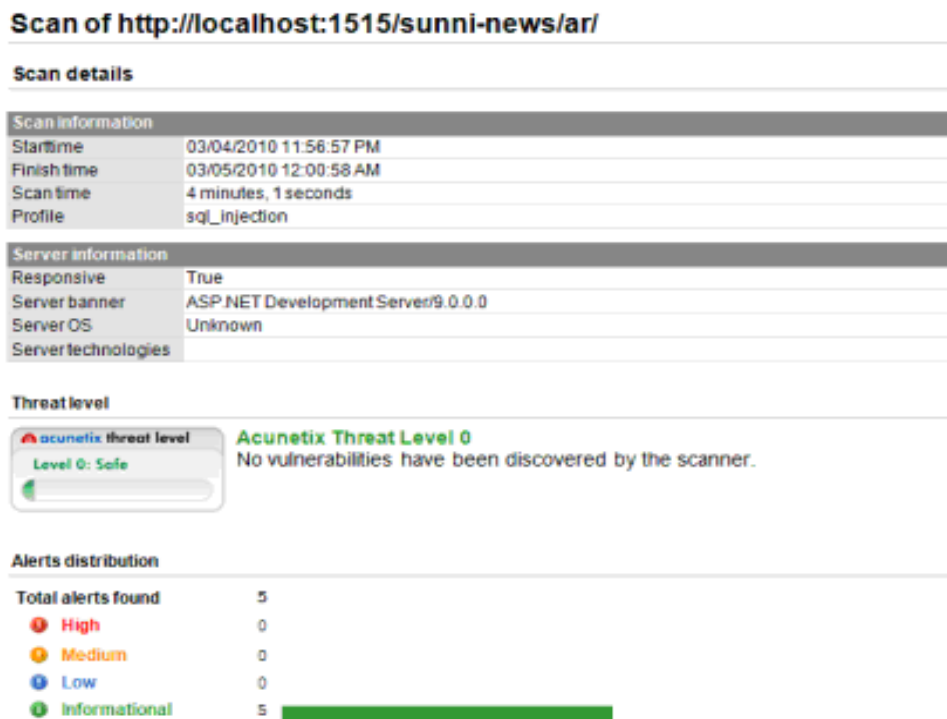 Scan of http://localhost:1515/sunni-news/ar/
Scan details
Scan information
Starttime 03/04/2010 11:56:57 PM
Finish time 03/05/2010 12:00:58 AM
Scan time 4 minutes, 1 seconds
Profile sql_injection
Server information
Responsive True
Server banner ASP.NET Development Server/9.0.0.0
Server OS Unknown
Server technologies
Threat level
acunetix threat level
Level 0: Safe
Acunetix Threat Level 0
No vulnerabilities have been discovered by the scanner.
Alerts distribution
Total alerts found 5
High 0
Medium 0
Low 0
Informational 5